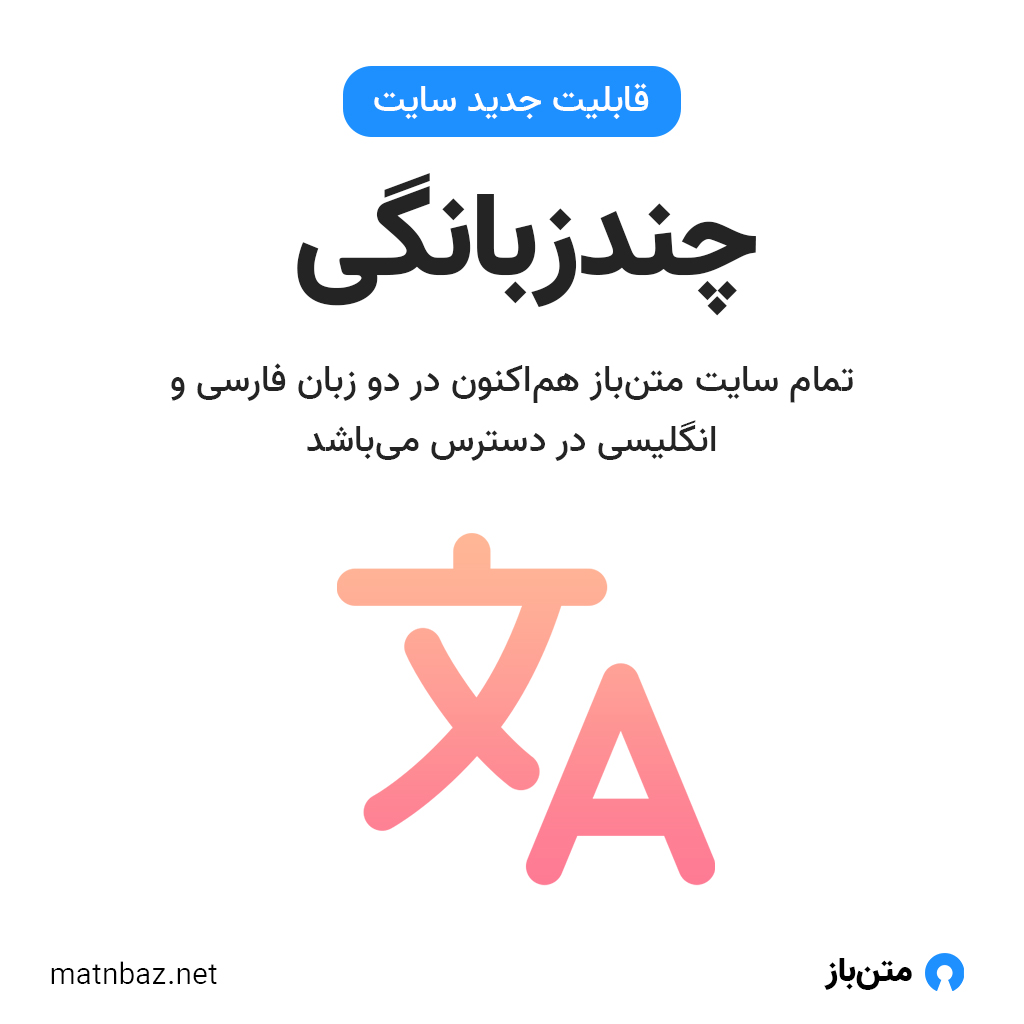 قابلیت جدید سایت
چندزبانگی
تمام سایت متن‌باز هم‌اکنون در دو زبان فارسی و
انگلیسی در دسترس می‌باشد
文A
matnbaz.net
متن‌باز